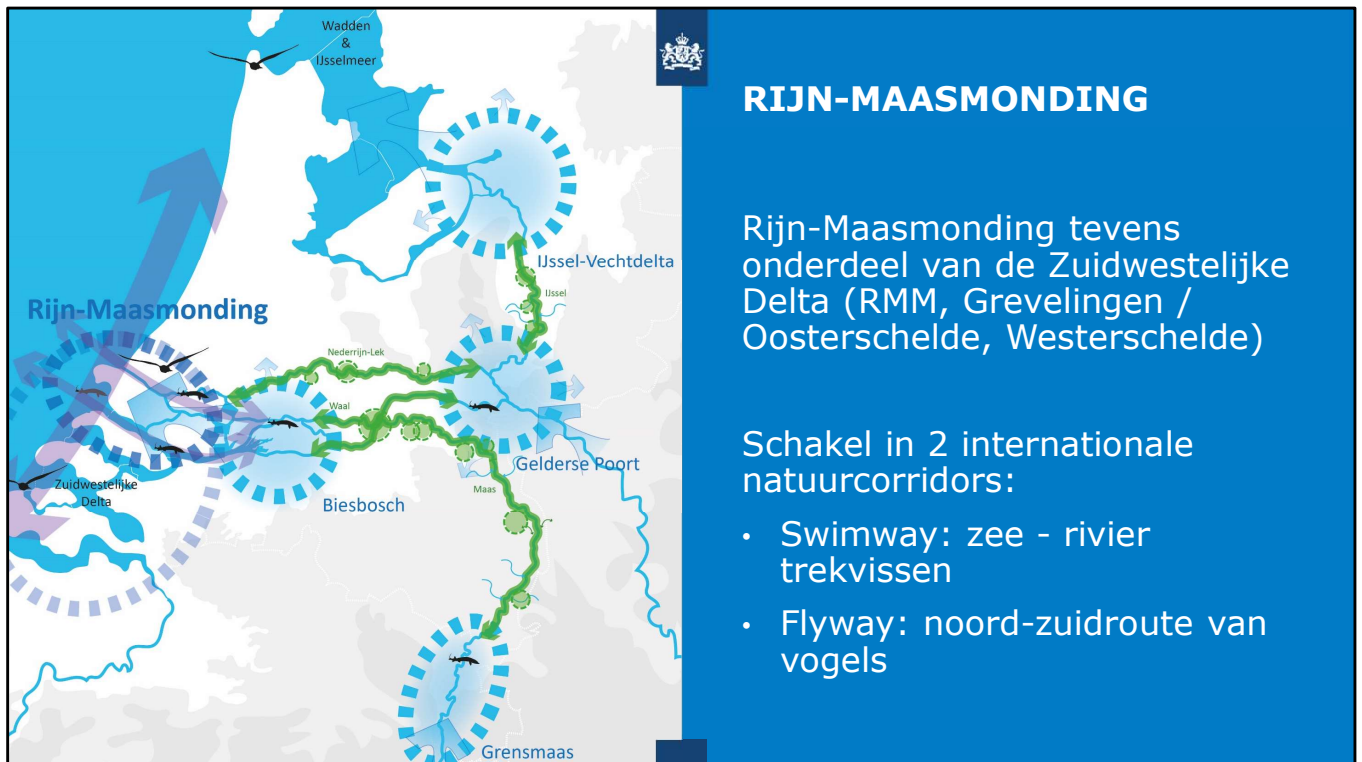 Wadden
&
IJsselmeer
IJssel-Vechtdelta
IJssel
Rijn-Maasmonding
Nederrijn-Lek
Waal
Gelderse Poort
Zuidwestelijke
Delta
Biesbosch
Maas
Grensmaas
RIJN-MAASMONDING
Rijn-Maasmonding tevens
onderdeel van de Zuidwestelijke
Delta (RMM, Grevelingen /
Oosterschelde, Westerschelde)
Schakel in 2 internationale
natuurcorridors:
• Swimway: zee - rivier
trekvissen
• Flyway: noord-zuidroute van
vogels